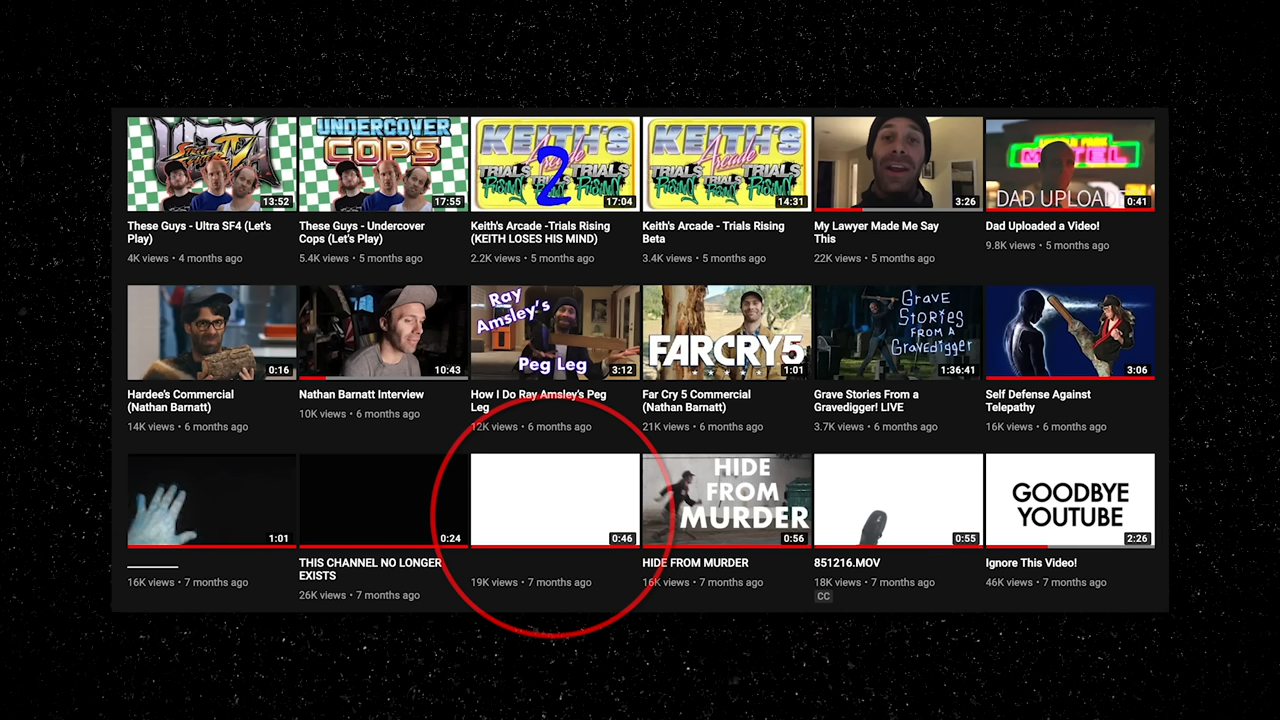 ULTRA
STREET FIGHTER IV
13:52
UNDERCOVER
COPS
17:55
KEITH'S
Arcade
2
TRIALS TRIALS TRIALS
Rising Rising Rising
17:04
KEITH'S
Arcade
TRIALS TRIALS TRIALS
Rising Rising Rising
14:31
3:26
MOTEL
DAD UPLOADE
0:41
These Guys - Ultra SF4 (Let's
Play)
4K views • 4 months ago
These Guys - Undercover
Cops (Let's Play)
5.4K views • 5 months ago
Keith's Arcade -Trials Rising
(KEITH LOSES HIS MIND)
2.2K views • 5 months ago
Keith's Arcade - Trials Rising
Beta
3.4K views • 5 months ago
My Lawyer Made Me Say
This
22K views • 5 months ago
Dad Uploaded a Video!
9.8K views • 5 months ago
0:16
10:43
Ray
Amsley's
Peg Leg
3:12
FARCRY5
1:01
GRAVE
STORIES
FROM A
GRAVEDIGGER
1:36:41
3:06
Hardee's Commercial
(Nathan Barnatt)
14K views • 6 months ago
Nathan Barnatt Interview
10K views • 6 months ago
How I Do Ray Amsley's Peg
Leg
12K views • 6 months ago
Far Cry 5 Commercial
(Nathan Barnatt)
21K views • 6 months ago
Grave Stories From a
Gravedigger! LIVE
3.7K views • 6 months ago
Self Defense Against
Telepathy
16K views • 6 months ago
1:01
0:24
0:46
HIDE
FROM
MURDER
0:56
0:55
GOODBYE
YOUTUBE
2:26
16K views • 7 months ago
THIS CHANNEL NO LONGER
EXISTS
26K views • 7 months ago
19K views • 7 months ago
HIDE FROM MURDER
16K views • 7 months ago
851216.MOV
18K views • 7 months ago
CC
Ignore This Video!
46K views • 7 months ago